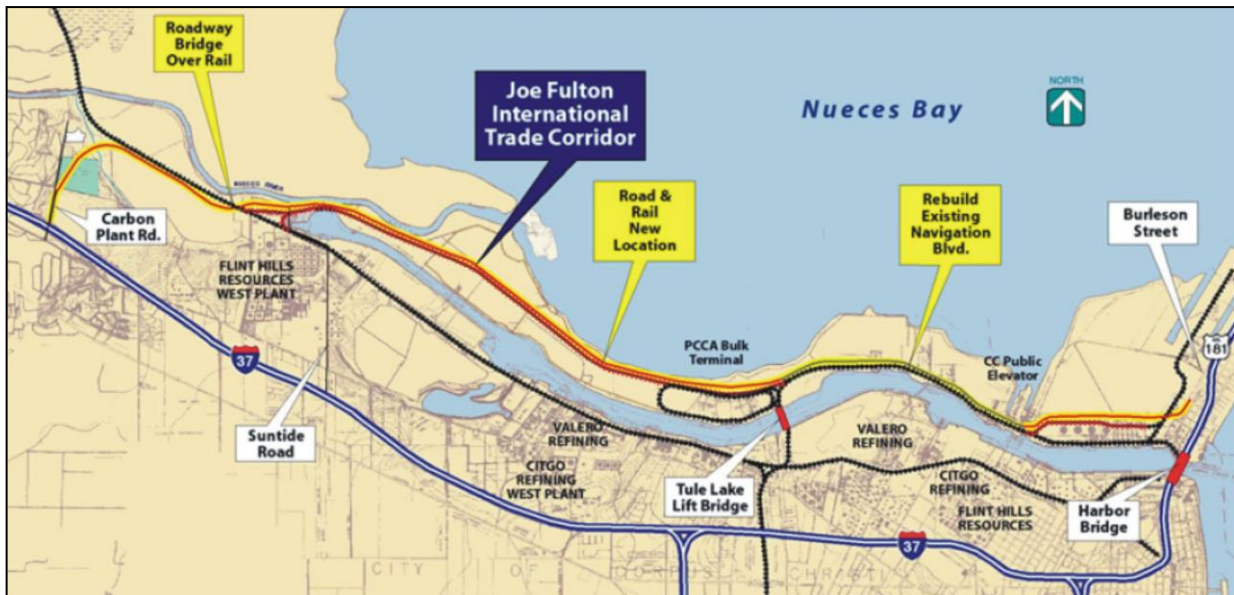 Roadway
Bridge
Over Rail
Joe Fulton
International
Trade Corridor
Nueces Bay
NORTH
NUECES RIVER
Road &
Rail
New
Location
Rebuild
Existing
Navigation
Blvd.
Burleson
Street
Carbon
Plant Rd.
FLINT HILLS
RESOURCES
WEST PLANT
37
PCCA Bulk
Terminal
CC Public
Elevator
181
Suntide
Road
VALERO
REFINING
CITGO
REFINING
WEST PLANT
Tule Lake
Lift Bridge
VALERO
REFINING
CITGO
REFINING
FLINT HILLS
RESOURCES
Harbor
Bridge
37
CITY OF CORPUS CHRISTI